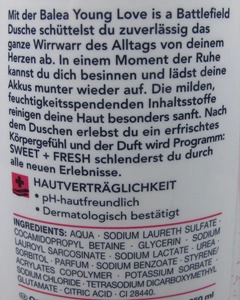 Mit der Balea Young Love is a Battlefield
Dusche schüttelst du zuverlässig das
ganze Wirrwarr des Alltags von deinem
Herzen ab. In einem Moment der Ruhe
kannst du dich besinnen und lädst deine
Akkus munter wieder auf. Die milden,
feuchtigkeitsspendenden Inhaltsstoffe
reinigen deine Haut besonders sanft. Nach
dem Duschen erlebst du ein erfrischtes
Körpergefühl und der Duft wird Programm:
SWEET + FRESH schlenderst du durch
alle neuen Erlebnisse.
HAUTVERTRÄGLICHKEIT
• pH-hautfreundlich
• Dermatologisch bestätigt
INGREDIENTS: AQUA · SODIUM LAURETH SULFATE ·
COCAMIDOPROPYL BETAINE · GLYCERIN · SODIUM
LAUROYL SARCOSINATE · SODIUM LACTATE · UREA ·
SORBITOL · PARFUM · SODIUM BENZOATE · STYRENE/
ACRYLATES COPOLYMER · POTASSIUM SORBATE ·
TETRASODIUM DICARBOXYMETHYL
GLUTAMATE · CITRIC ACID · CI 28440.